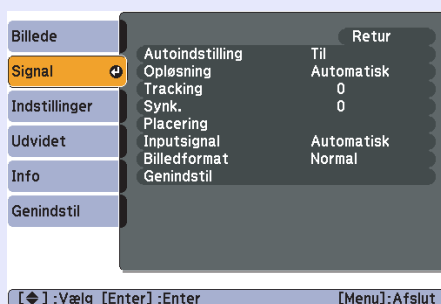 Billede
Signal
Indstillinger
Udvidet
Info
Genindstil
Retur
Autoindstilling Til
Opløsning Automatisk
Tracking 0
Synk. 0
Placering
Inputsignal Automatisk
Billedformat Normal
Genindstil
[◆] :Vælg [Enter] :Enter [Menu]:Afslut